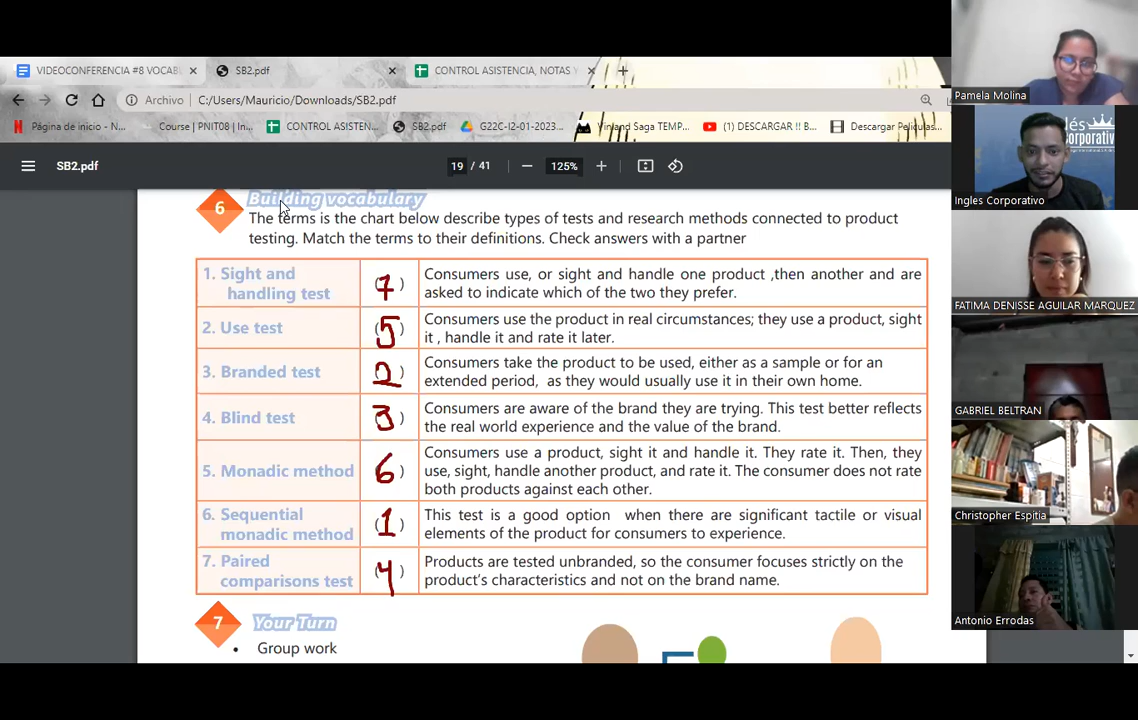 VIDEOCONFERENCIA #8 VOCAB
SB2.pdf
CONTROL ASISTENCIA, NOTAS Y
Archivo
C:/Users/Mauricio/Downloads/SB2.pdf
Página de inicio - N...
Course | PNIT08 | In...
CONTROL ASISTEN...
SB2.pdf
G22C-I2-01-2023...
Vinland Saga TEMP...
(1) DESCARGAR !! B...
Descargar Películas...
SB2.pdf
19 / 41
125%
6
Building vocabulary
The terms is the chart below describe types of tests and research methods connected to product
testing. Match the terms to their definitions. Check answers with a partner
1. Sight and
handling test
(7)
Consumers use, or sight and handle one product ,then another and are
asked to indicate which of the two they prefer.
2. Use test
(5)
Consumers use the product in real circumstances; they use a product, sight
it , handle it and rate it later.
3. Branded test
(2)
Consumers take the product to be used, either as a sample or for an
extended period, as they would usually use it in their own home.
4. Blind test
(3)
Consumers are aware of the brand they are trying. This test better reflects
the real world experience and the value of the brand.
5. Monadic method
(6)
Consumers use a product, sight it and handle it. They rate it. Then, they
use, sight, handle another product, and rate it. The consumer does not rate
both products against each other.
6. Sequential
monadic method
(1)
This test is a good option when there are significant tactile or visual
elements of the product for consumers to experience.
7. Paired
comparisons test
(4)
Products are tested unbranded, so the consumer focuses strictly on the
product's characteristics and not on the brand name.
7
Your Turn
• Group work
Pamela Molina
lés
Corporativo
Ingles Corporativo
FATIMA DENISSE AGUILAR MARQUEZ
GABRIEL BELTRAN
Christopher Espitia
Antonio Errodas